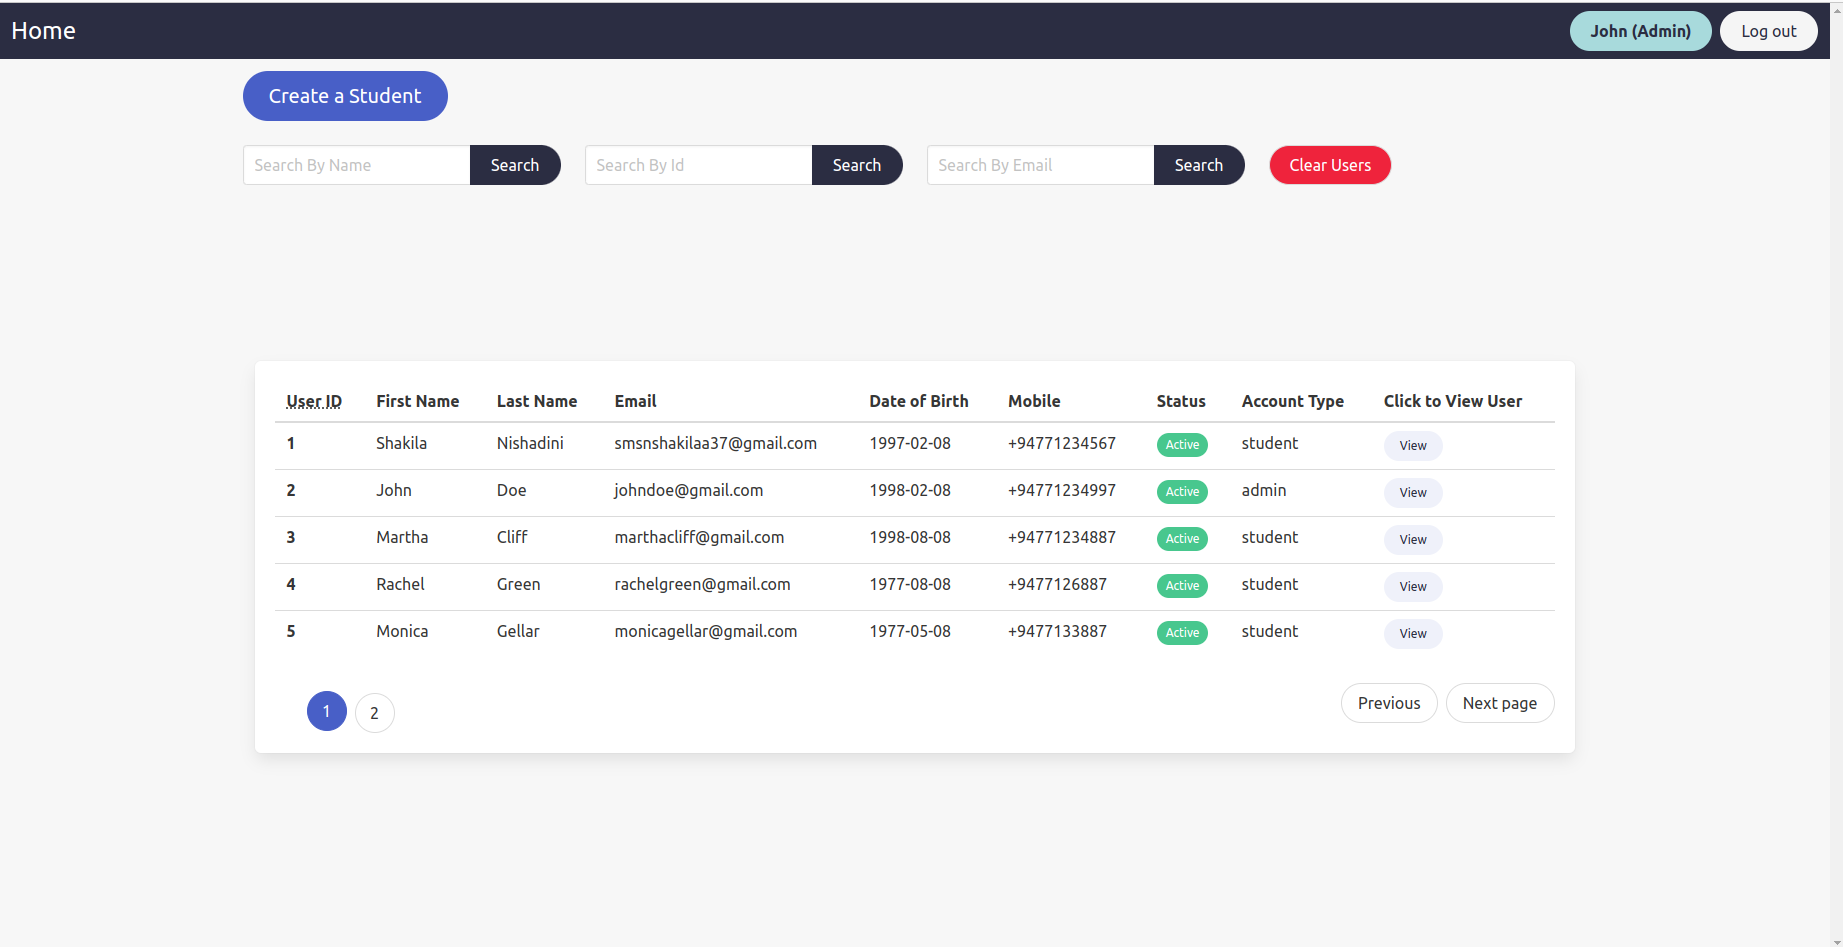 Home John (Admin) Log out
Create a Student
Search By Name Search Search By Id Search Search By Email Search Clear Users
User ID First Name Last Name Email Date of Birth Mobile Status Account Type Click to View User
1 Shakila Nishadini smsnshakilaa37@gmail.com 1997-02-08 +94771234567 Active student View
2 John Doe johndoe@gmail.com 1998-02-08 +94771234997 Active admin View
3 Martha Cliff marthacliff@gmail.com 1998-08-08 +94771234887 Active student View
4 Rachel Green rachelgreen@gmail.com 1977-08-08 +9477126887 Active student View
5 Monica Gellar monicagellar@gmail.com 1977-05-08 +9477133887 Active student View
1 2 Previous Next page